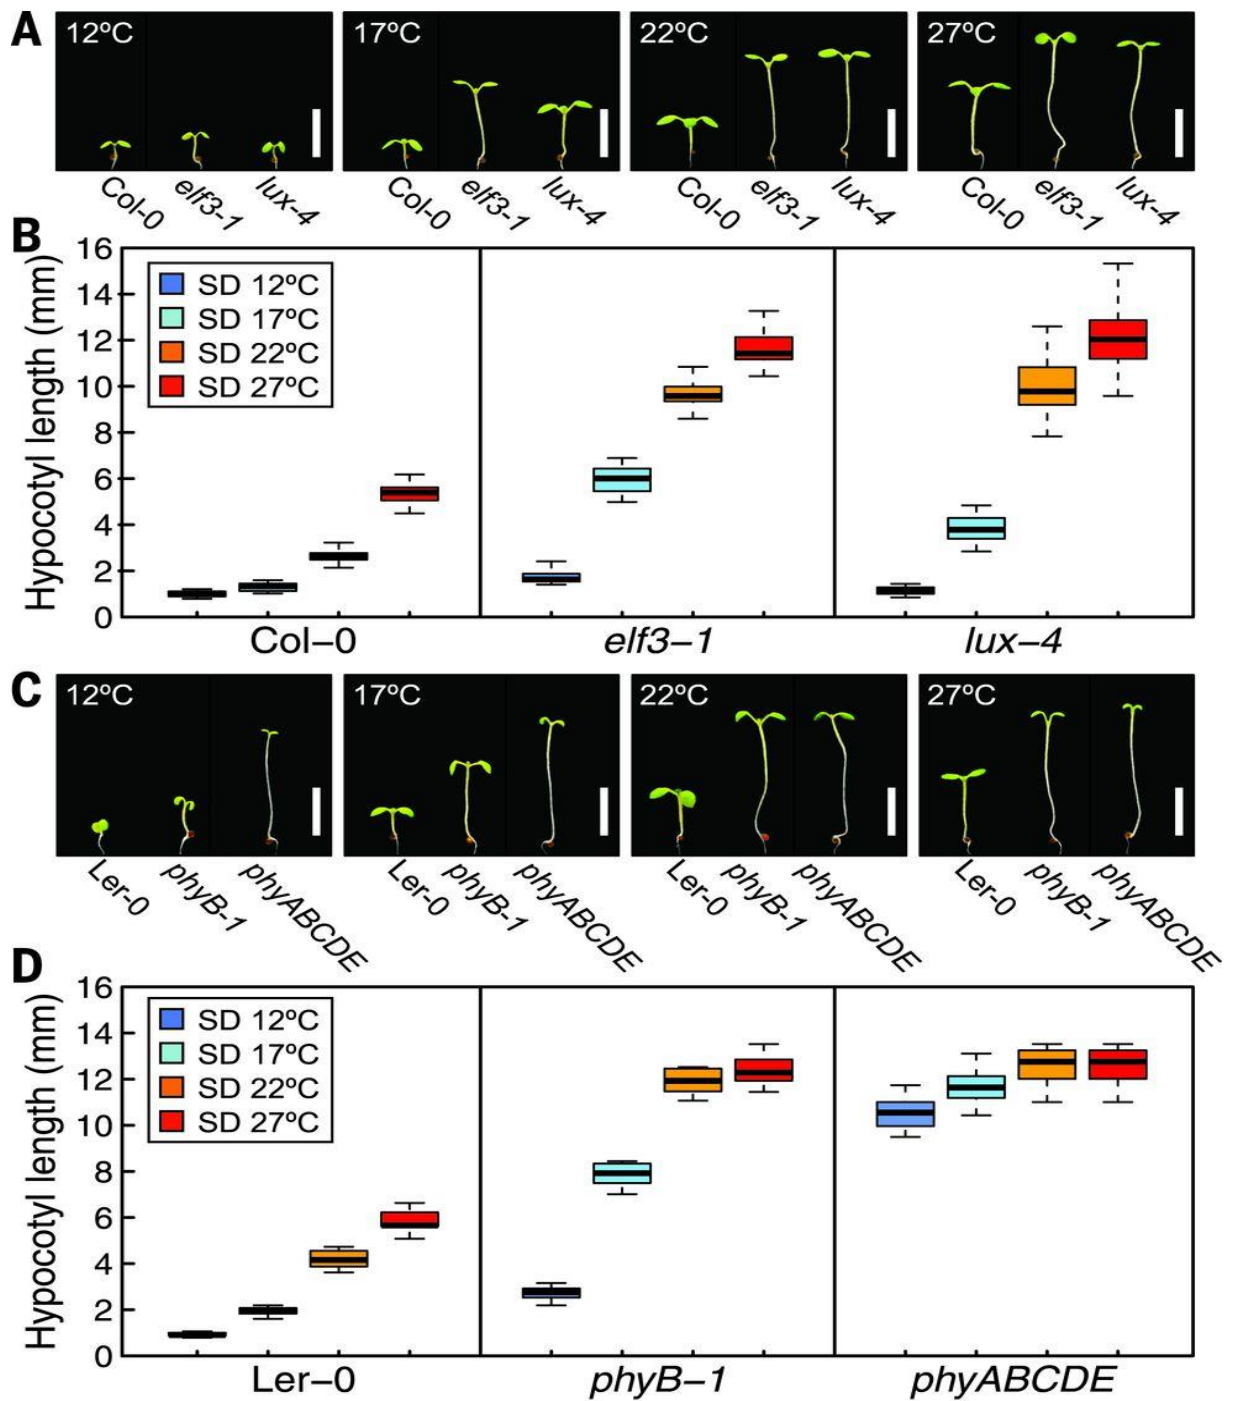 A
12ºC 17ºC 22ºC 27ºC
Col-0 elf3-1 lux-4 Col-0 elf3-1 lux-4 Col-0 elf3-1 lux-4 Col-0 elf3-1 lux-4
B
Hypocotyl length (mm)
16
14
12
10
8
6
4
2
0
SD 12ºC
SD 17ºC
SD 22ºC
SD 27ºC
Col–0 elf3–1 lux–4
C
12ºC 17ºC 22ºC 27ºC
Ler-0 phyB-1 phyABCDE Ler-0 phyB-1 phyABCDE Ler-0 phyB-1 phyABCDE Ler-0 phyB-1 phyABCDE
D
Hypocotyl length (mm)
16
14
12
10
8
6
4
2
0
SD 12ºC
SD 17ºC
SD 22ºC
SD 27ºC
Ler–0 phyB–1 phyABCDE